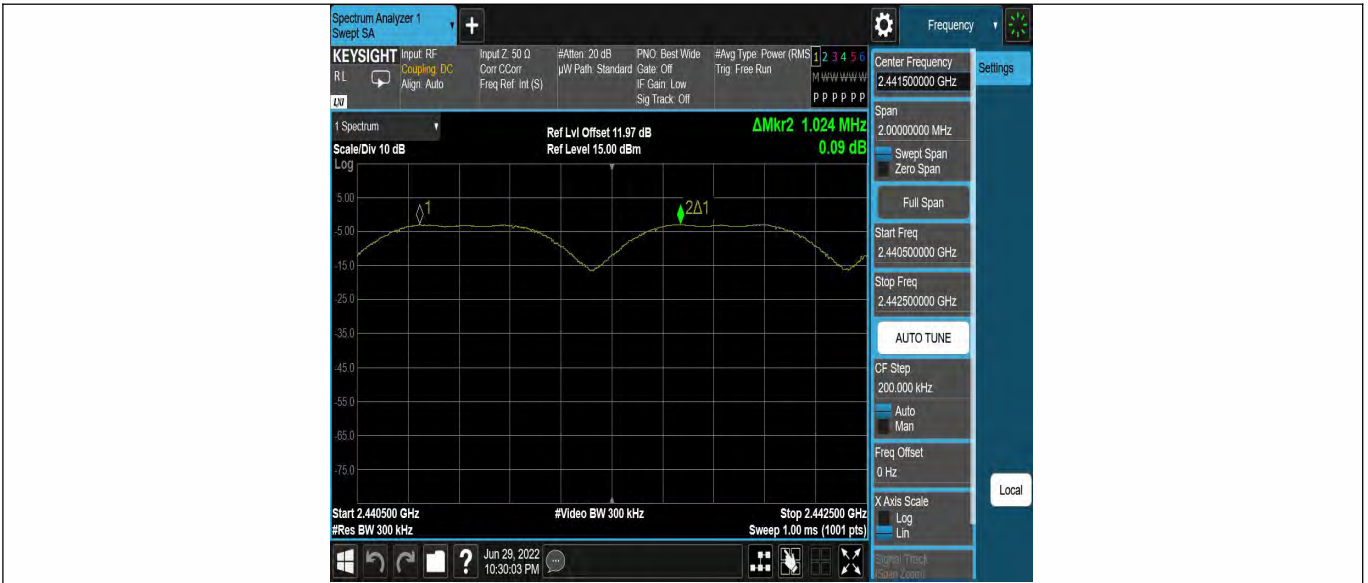 Spectrum Analyzer 1
Swept SA
+
Frequency
KEYSIGHT
R L
LXI
Input: RF
Coupling: DC
Align: Auto
Input Z: 50 Ω
Corr CCorr
Freq Ref: Int (S)
#Atten: 20 dB
µW Path: Standard
PNO: Best Wide
Gate: Off
IF Gain: Low
Sig Track: Off
#Avg Type: Power (RMS
Trig: Free Run
1 2 3 4 5 6
M W W W W W
P P P P P P
1 Spectrum
Scale/Div 10 dB
Log
Ref Lvl Offset 11.97 dB
Ref Level 15.00 dBm
ΔMkr2 1.024 MHz
0.09 dB
5.00
-5.00
-15.0
-25.0
-35.0
-45.0
-55.0
-65.0
-75.0
1
2Δ1
Start 2.440500 GHz
#Res BW 300 kHz
#Video BW 300 kHz
Stop 2.442500 GHz
Sweep 1.00 ms (1001 pts)
?
Jun 29, 2022
10:30:03 PM
Center Frequency
2.441500000 GHz
Span
2.00000000 MHz
Swept Span
Zero Span
Full Span
Start Freq
2.440500000 GHz
Stop Freq
2.442500000 GHz
AUTO TUNE
CF Step
200.000 kHz
Auto
Man
Freq Offset
0 Hz
X Axis Scale
Log
Lin
Signal Track
(Span Zoom)
Settings
Local